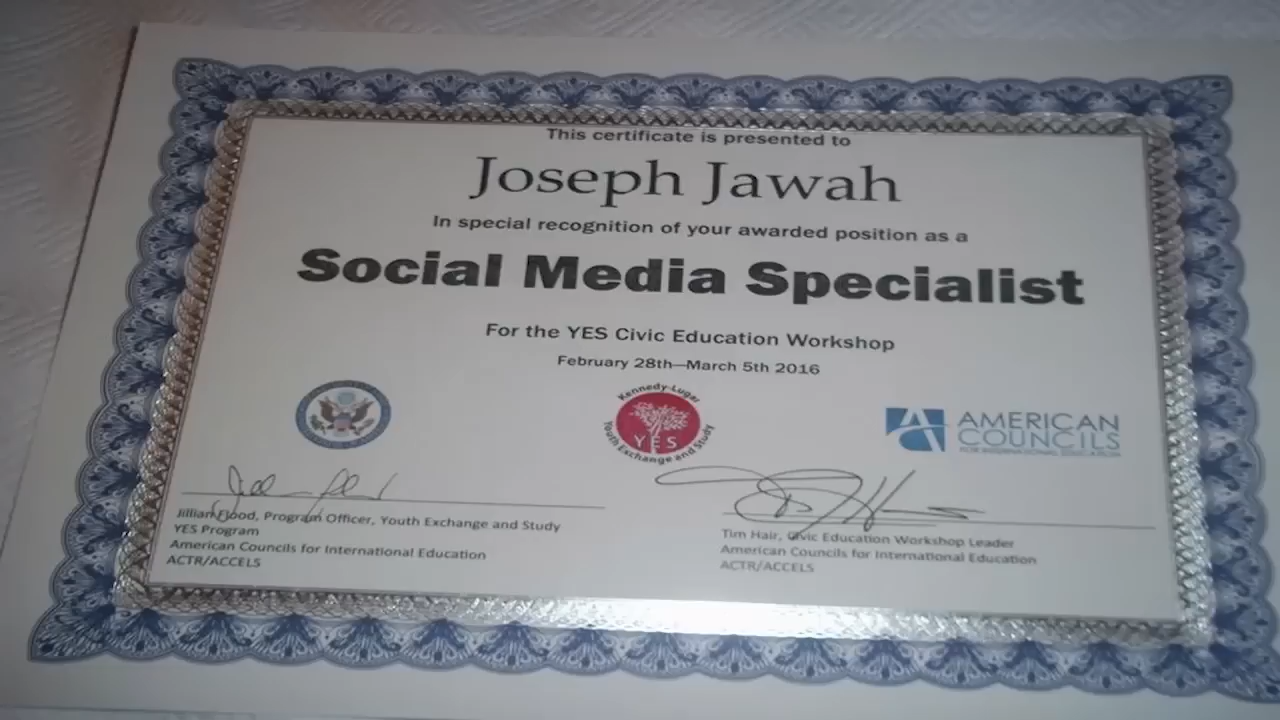 This certificate is presented to
Joseph Jawah
In special recognition of your awarded position as a
Social Media Specialist
For the YES Civic Education Workshop
February 28th—March 5th 2016
Kennedy-Lugar
YES
Youth Exchange and Study
AMERICAN
COUNCILS
FOR INTERNATIONAL EDUCATION
Jillian Flood, Program Officer, Youth Exchange and Study
YES Program
American Councils for International Education
ACTR/ACCELS
Tim Hair, Civic Education Workshop Leader
American Councils for International Education
ACTR/ACCELS